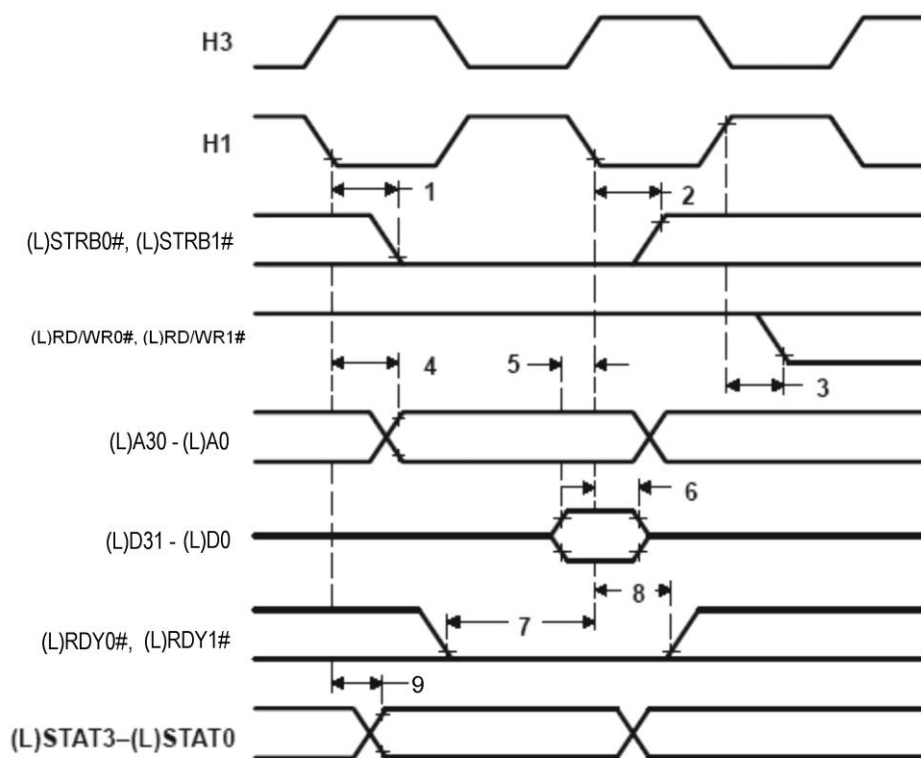 H3
H1
1
2
(L)STRB0#, (L)STRB1#
(L)RD/WR0#, (L)RD/WR1#
4
5
3
(L)A30 - (L)A0
6
(L)D31 - (L)D0
8
7
(L)RDY0#, (L)RDY1#
9
(L)STAT3–(L)STAT0